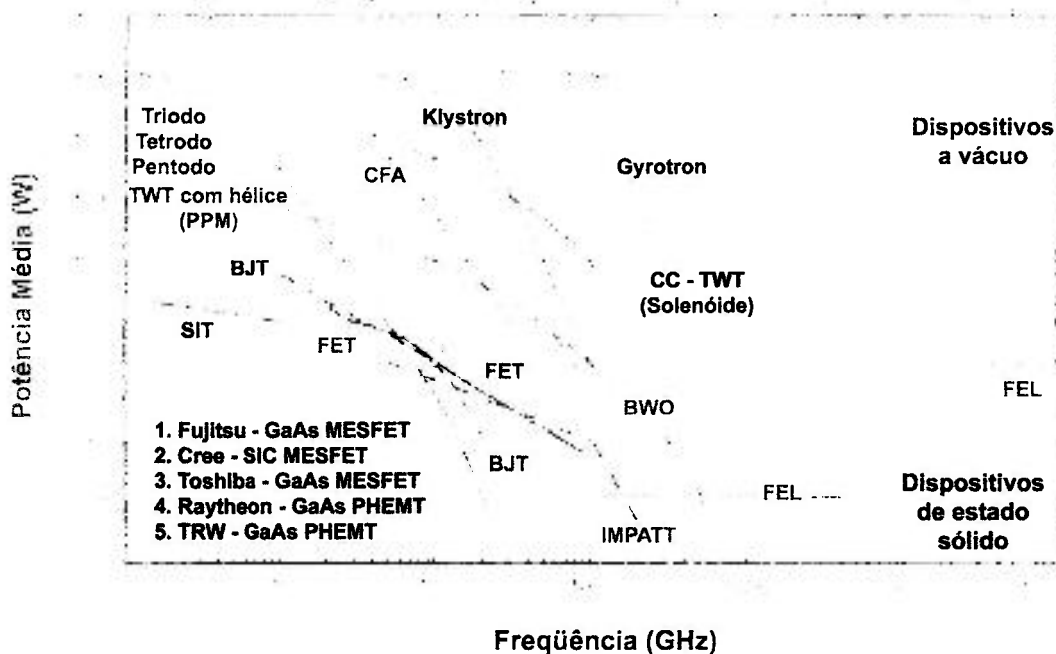 Potência Média (W)
Triodo
Tetrodo
Pentodo
TWT com hélice
(PPM)
Klystron
CFA
Gyrotron
Dispositivos
a vácuo
BJT
SIT
FET
FET
CC - TWT
(Solenóide)
BWO
FEL
BJT
FEL
IMPATT
1. Fujitsu - GaAs MESFET
2. Cree - SiC MESFET
3. Toshiba - GaAs MESFET
4. Raytheon - GaAs PHEMT
5. TRW - GaAs PHEMT
Dispositivos
de estado
sólido
Freqüência (GHz)